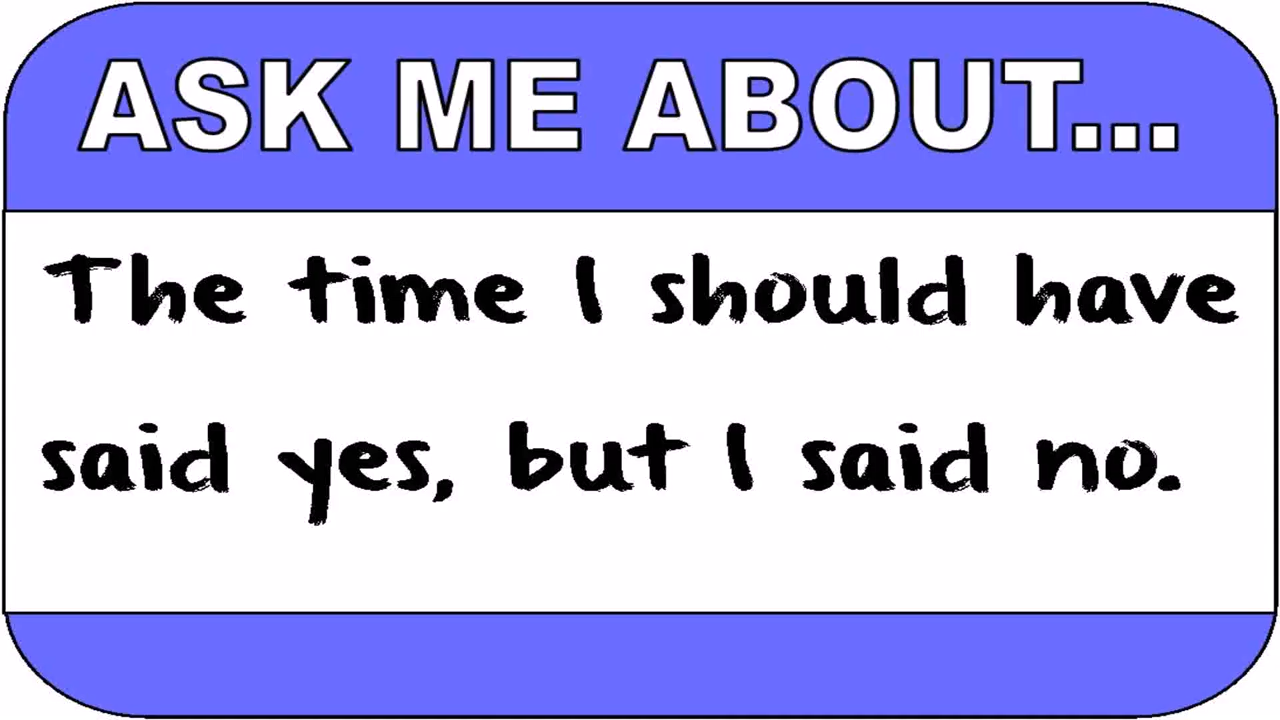 ASK ME ABOUT...
The time I should have
said yes, but I said no.